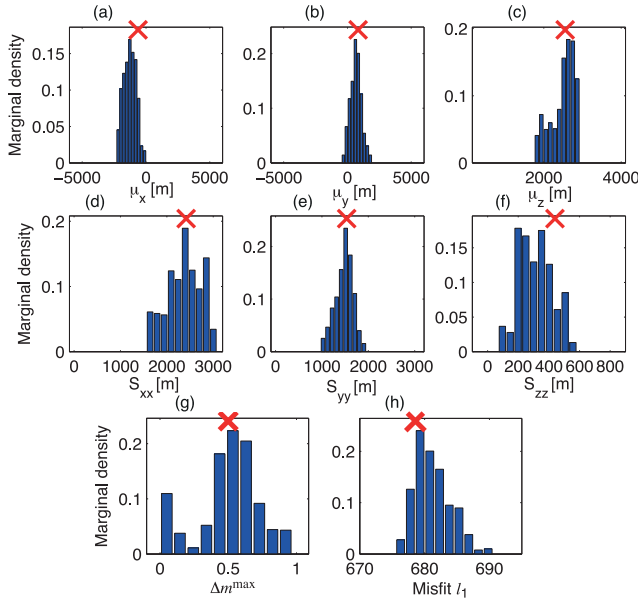 (a) (b) (c)
Marginal density
0.15
0.1
0.05
0
−5000 0 5000
μx [m]
0.2
0.1
0
−5000 0 5000
μy [m]
0.2
0.1
0
2000 4000
μz [m]
(d) (e) (f)
Marginal density
0.2
0.1
0
0 1000 2000 3000
Sxx [m]
0.2
0.1
0
0 1000 2000 3000
Syy [m]
0.15
0.1
0.05
0
0 200 400 600 800
Szz [m]
(g) (h)
Marginal density
0.2
0.1
0
0 0.5 1
Δm^max
0.2
0.1
0
670 680 690
Misfit l1